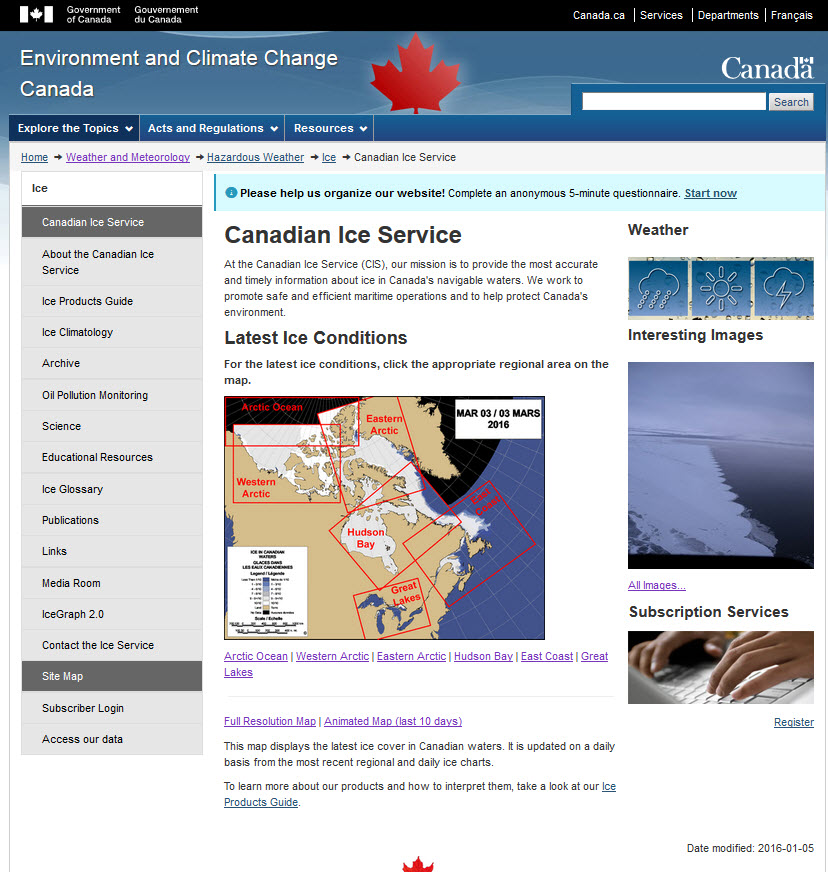 Government
of Canada
Gouvernement
du Canada
Canada.ca
Services
Departments
Français
Environment and Climate Change
Canada
Canada
Search
Explore the Topics
Acts and Regulations
Resources
Home
Weather and Meteorology
Hazardous Weather
Ice
Canadian Ice Service
Ice
Canadian Ice Service
About the Canadian Ice
Service
Ice Products Guide
Ice Climatology
Archive
Oil Pollution Monitoring
Science
Educational Resources
Ice Glossary
Publications
Links
Media Room
IceGraph 2.0
Contact the Ice Service
Site Map
Subscriber Login
Access our data
Please help us organize our website! Complete an anonymous 5-minute questionnaire. Start now
Canadian Ice Service
At the Canadian Ice Service (CIS), our mission is to provide the most accurate
and timely information about ice in Canada's navigable waters. We work to
promote safe and efficient maritime operations and to help protect Canada's
environment.
Latest Ice Conditions
For the latest ice conditions, click the appropriate regional area on the
map.
Arctic Ocean
Eastern
Arctic
MAR 03 / 03 MARS
2016
Western
Arctic
Hudson
Bay
Great
Lakes
ICE IN CANADIAN
WATERS
GLACES DANS
LES EAUX CANADIENNES
Legend / Légende
Scale / Echelle
Arctic Ocean | Western Arctic | Eastern Arctic | Hudson Bay | East Coast | Great
Lakes
Full Resolution Map | Animated Map (last 10 days)
This map displays the latest ice cover in Canadian waters. It is updated on a daily
basis from the most recent regional and daily ice charts.
To learn more about our products and how to interpret them, take a look at our Ice
Products Guide.
Weather
Interesting Images
All Images...
Subscription Services
Register
Date modified: 2016-01-05